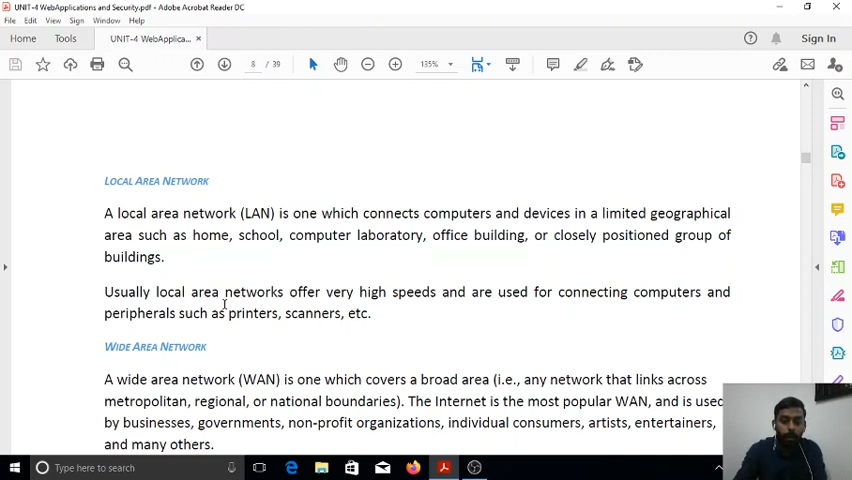 UNIT-4 WebApplications and Security.pdf - Adobe Acrobat Reader DC
File Edit View Sign Window Help
Home Tools UNIT-4 WebApplica... × Sign In
8 / 39 135%
LOCAL AREA NETWORK
A local area network (LAN) is one which connects computers and devices in a limited geographical
area such as home, school, computer laboratory, office building, or closely positioned group of
buildings.
Usually local area networks offer very high speeds and are used for connecting computers and
peripherals such as printers, scanners, etc.
WIDE AREA NETWORK
A wide area network (WAN) is one which covers a broad area (i.e., any network that links across
metropolitan, regional, or national boundaries). The Internet is the most popular WAN, and is used
by businesses, governments, non-profit organizations, individual consumers, artists, entertainers,
and many others.
Type here to search